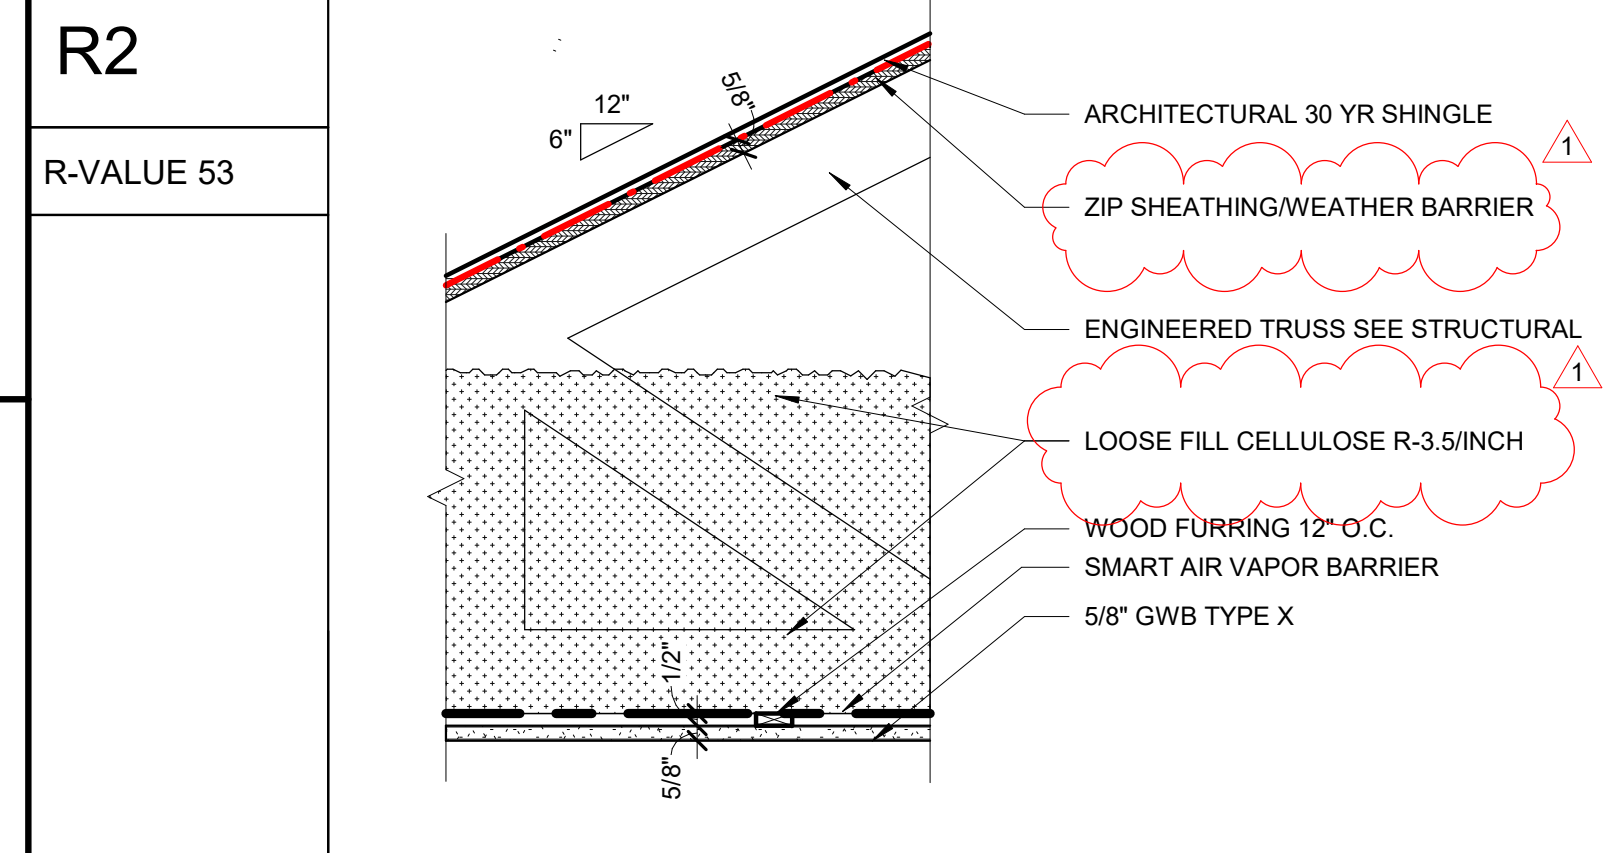 R2
R-VALUE 53
12"
6"
5/8"
ARCHITECTURAL 30 YR SHINGLE
1
ZIP SHEATHING/WEATHER BARRIER
ENGINEERED TRUSS SEE STRUCTURAL
1
LOOSE FILL CELLULOSE R-3.5/INCH
WOOD FURRING 12" O.C.
SMART AIR VAPOR BARRIER
5/8" GWB TYPE X
1/2"
5/8"